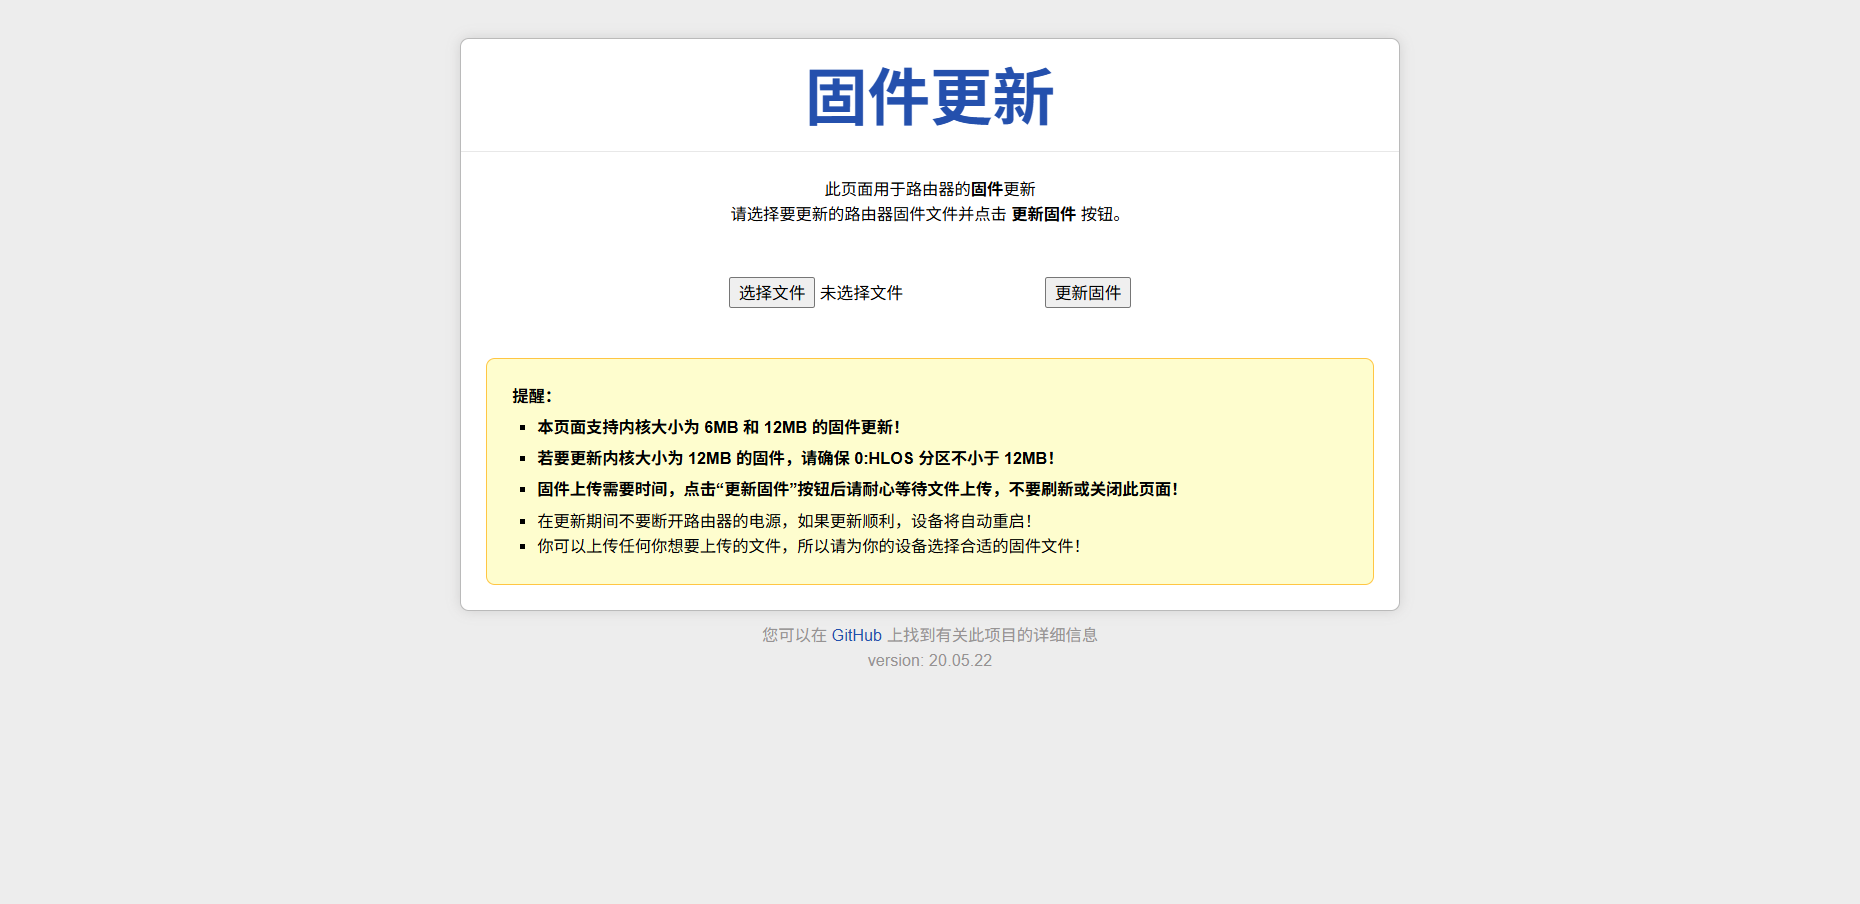 固件更新
此页面用于路由器的固件更新
请选择要更新的路由器固件文件并点击 更新固件 按钮。
选择文件 未选择文件 更新固件
提醒：
本页面支持内核大小为 6MB 和 12MB 的固件更新！
若要更新内核大小为 12MB 的固件，请确保 0:HLOS 分区不小于 12MB！
固件上传需要时间，点击“更新固件”按钮后请耐心等待文件上传，不要刷新或关闭此页面！
在更新期间不要断开路由器的电源，如果更新顺利，设备将自动重启！
你可以上传任何你想要上传的文件，所以请为你的设备选择合适的固件文件！
您可以在 GitHub 上找到有关此项目的详细信息
version: 20.05.22